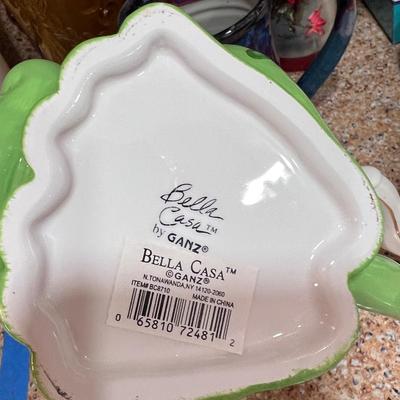 Bella
Casa™
by GANZ®
BELLA CASA™
©GANZ®
N.TONAWANDA,NY 14120-2060
ITEM# BC8710
MADE IN CHINA
0 65810 72481 2